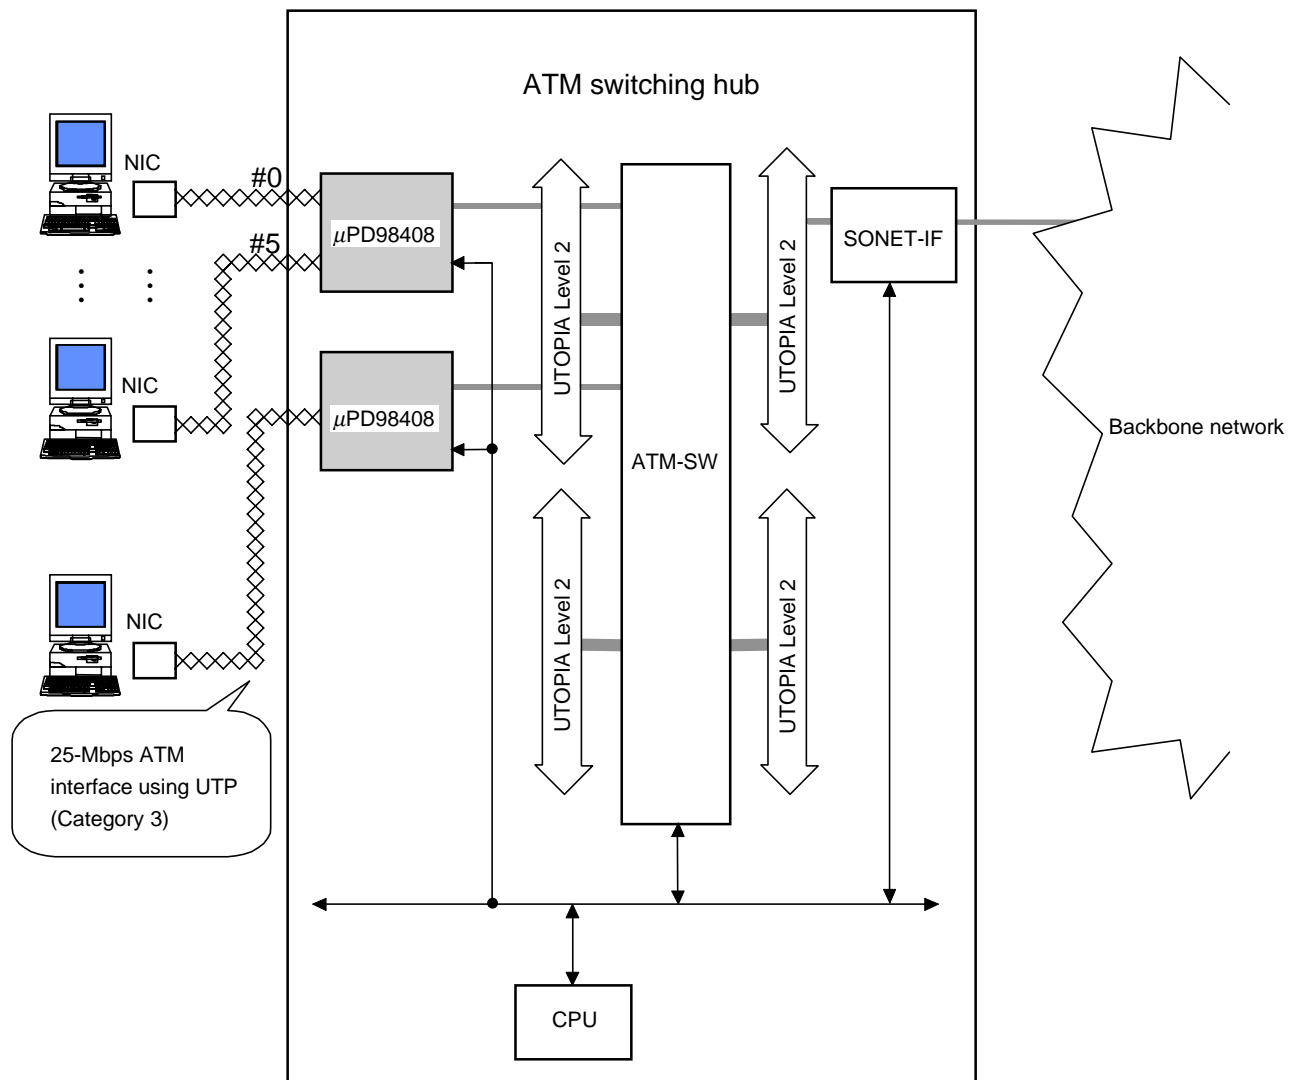 ATM switching hub
NIC
#0
μPD98408
UTOPIA Level 2
UTOPIA Level 2
SONET-IF
#5
NIC
μPD98408
ATM-SW
Backbone network
NIC
UTOPIA Level 2
UTOPIA Level 2
25-Mbps ATM
interface using UTP
(Category 3)
CPU